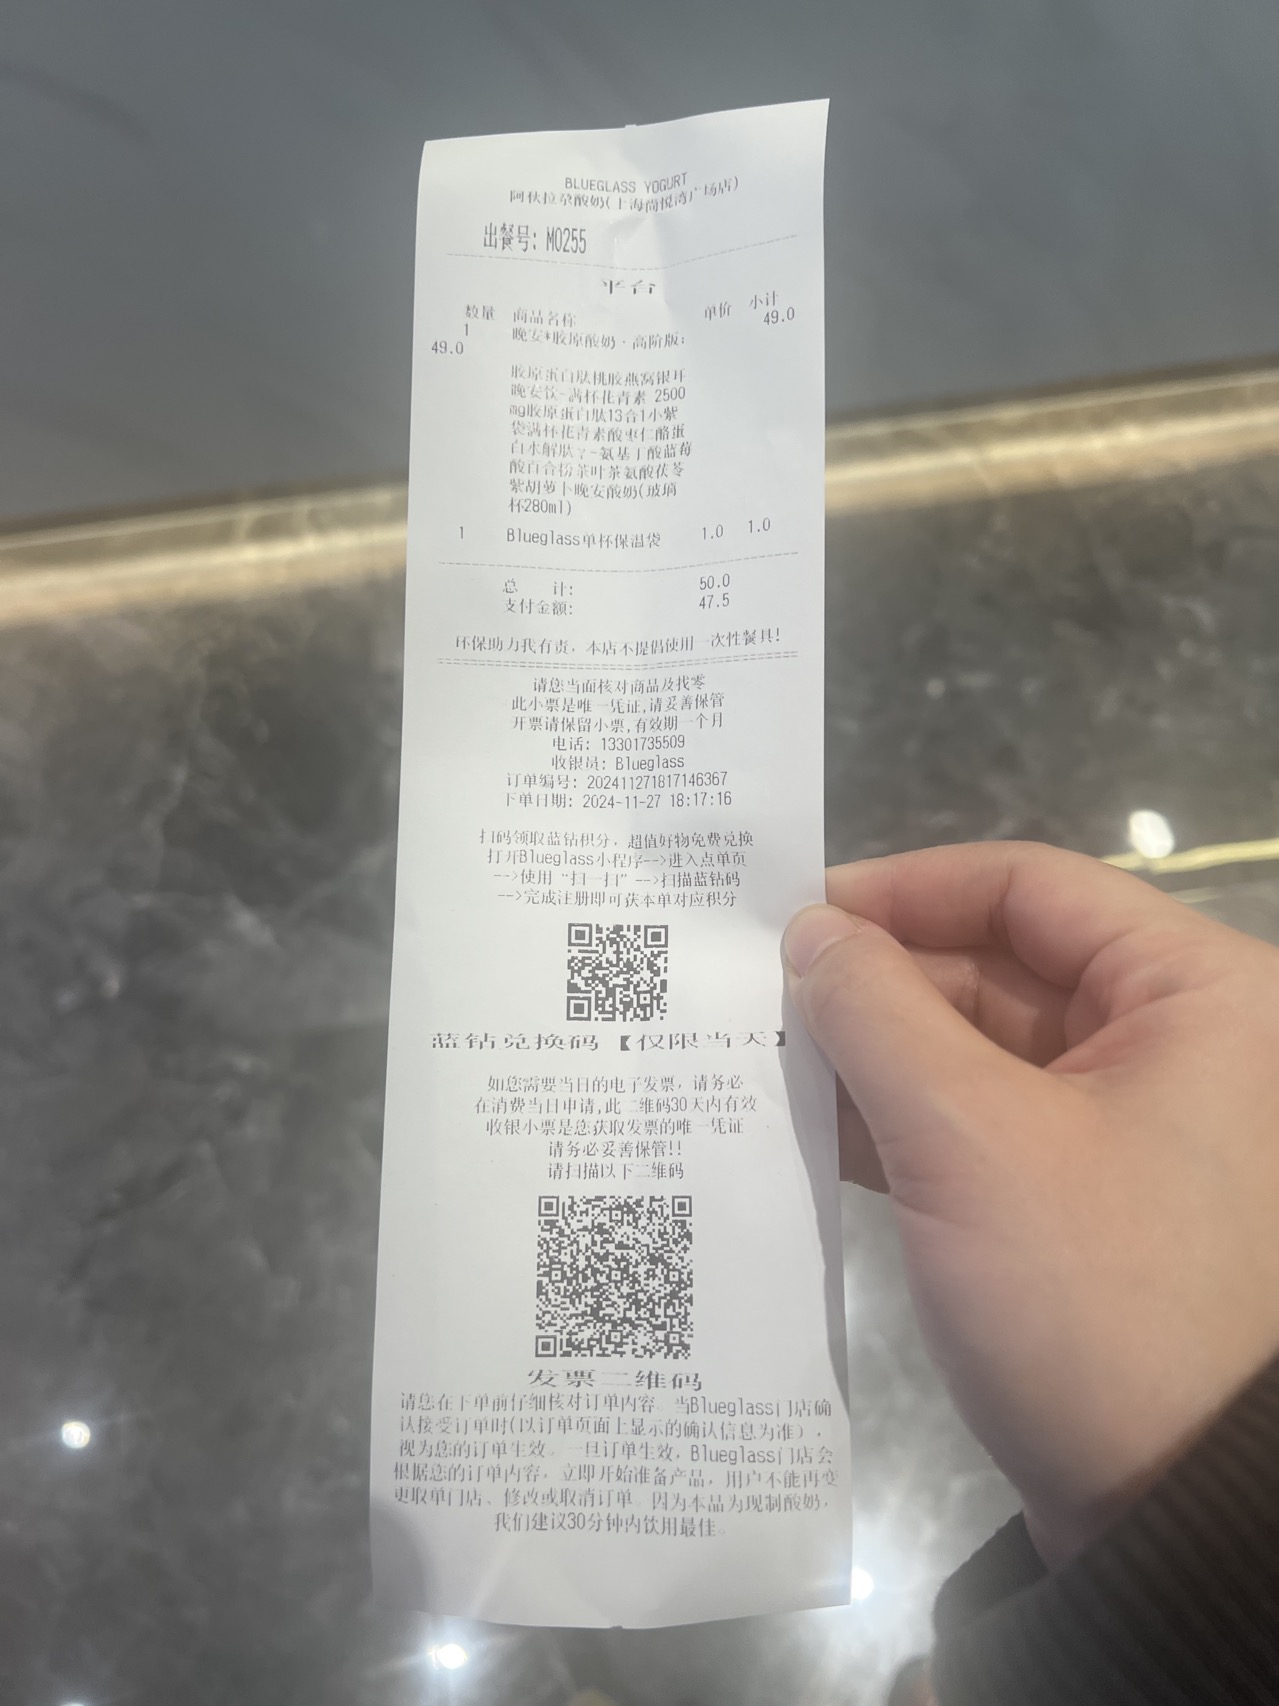 BLUEGLASS YOGURT
阿秋拉尕酸奶(上海尚悦湾广场店)
出餐号: M0255
平台
数量 商品名称 单价 小计
1 晚安*胶原酸奶·高阶版: 49.0
49.0
胶原蛋白肽桃胶燕窝银耳
晚安饮-满杯花青素 2500
mg胶原蛋白肽13合1小紫
袋满杯花青素酸枣仁酪蛋
白水解肽γ-氨基丁酸蓝莓
酸百合粉茶叶茶氨酸茯苓
紫胡萝卜晚安酸奶(玻璃
杯280ml)
1 Blueglass单杯保温袋 1.0 1.0
总 计: 50.0
支付金额: 47.5
环保助力我有责，本店不提倡使用一次性餐具!
请您当面核对商品及找零
此小票是唯一凭证,请妥善保管
开票请保留小票,有效期一个月
电话: 13301735509
收银员: Blueglass
订单编号: 202411271817146367
下单日期: 2024-11-27 18:17:16
扫码领取蓝钻积分，超值好物免费兑换
打开Blueglass小程序-->进入点单页
-->使用 “扫一扫” -->扫描蓝钻码
-->完成注册即可获本单对应积分
蓝钻兑换码【仅限当天】
如您需要当日的电子发票，请务必
在消费当日申请,此二维码30天内有效
收银小票是您获取发票的唯一凭证
请务必妥善保管!!
请扫描以下二维码
发票二维码
请您在下单前仔细核对订单内容。当Blueglass门店确
认接受订单时(以订单页面上显示的确认信息为准)，
视为您的订单生效。一旦订单生效，Blueglass门店会
根据您的订单内容，立即开始准备产品，用户不能再变
更取单门店、修改或取消订单。因为本品为现制酸奶，
我们建议30分钟内饮用最佳。